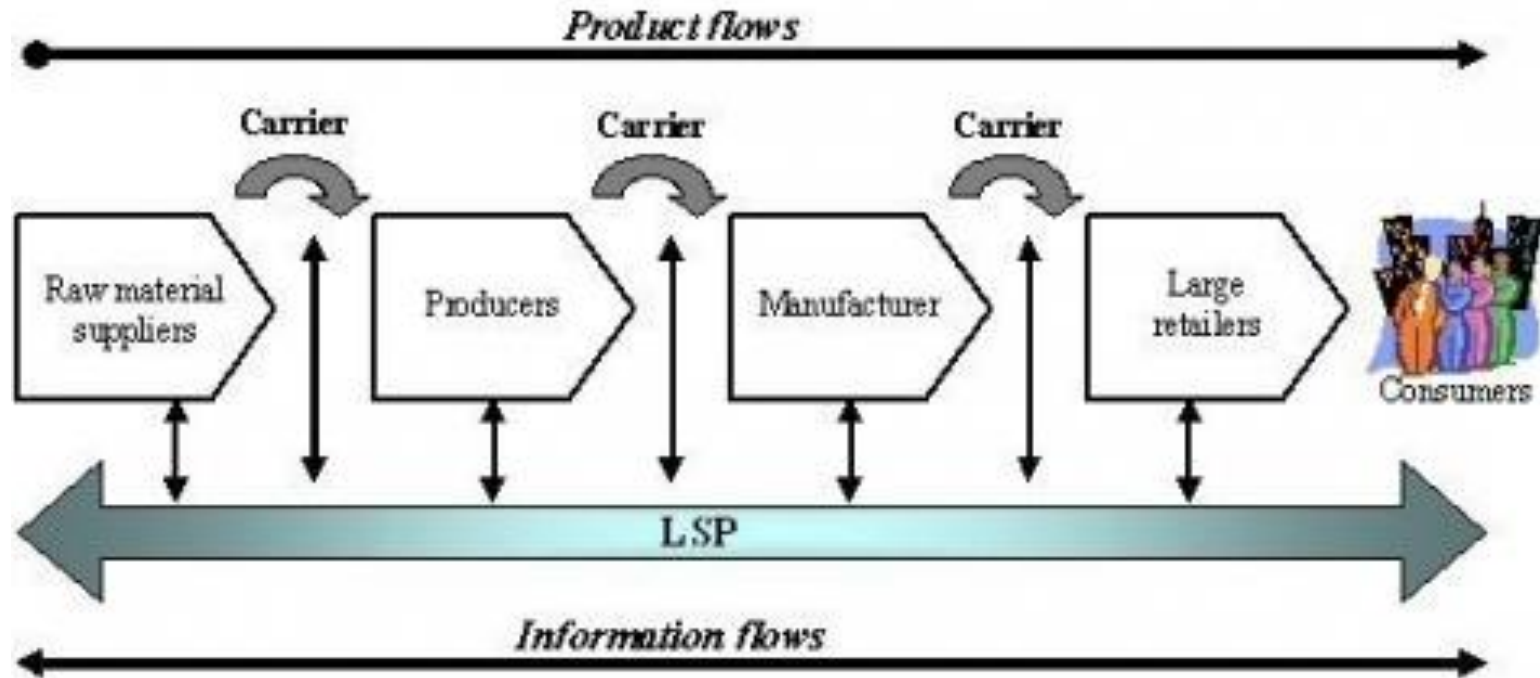 Product flows
Carrier
Carrier
Carrier
Raw material
suppliers
Producers
Manufacturer
Large
retailers
Consumers
LSP
Information flows